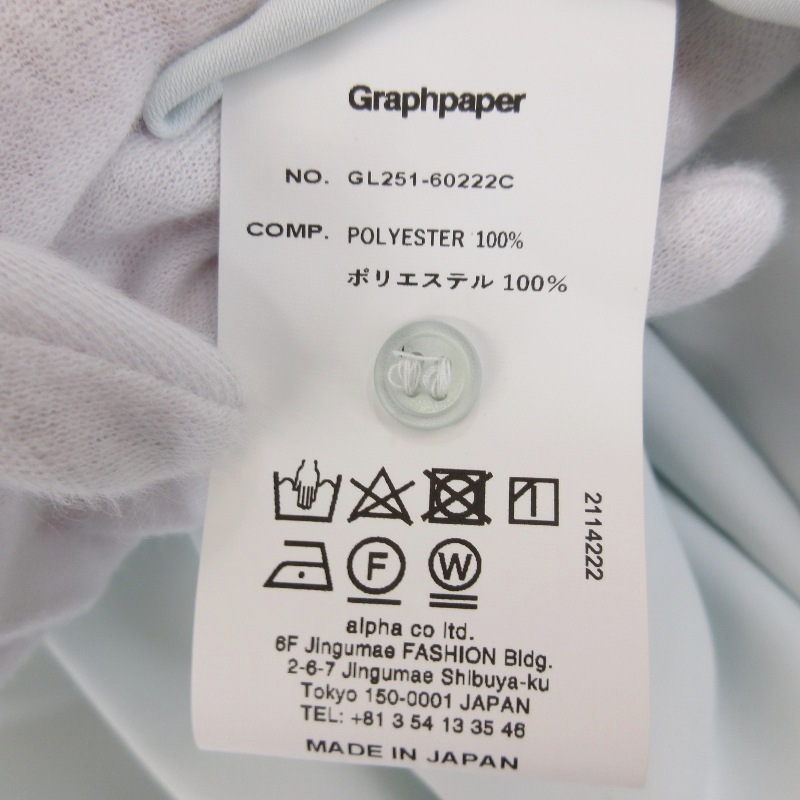 Graphpaper
NO. GL251-60222C
COMP. POLYESTER 100%
ポリエステル 100%
2114222
F
W
alpha co ltd.
6F Jingumae FASHION Bldg.
2-6-7 Jingumae Shibuya-ku
Tokyo 150-0001 JAPAN
TEL: +81 3 54 13 35 46
MADE IN JAPAN